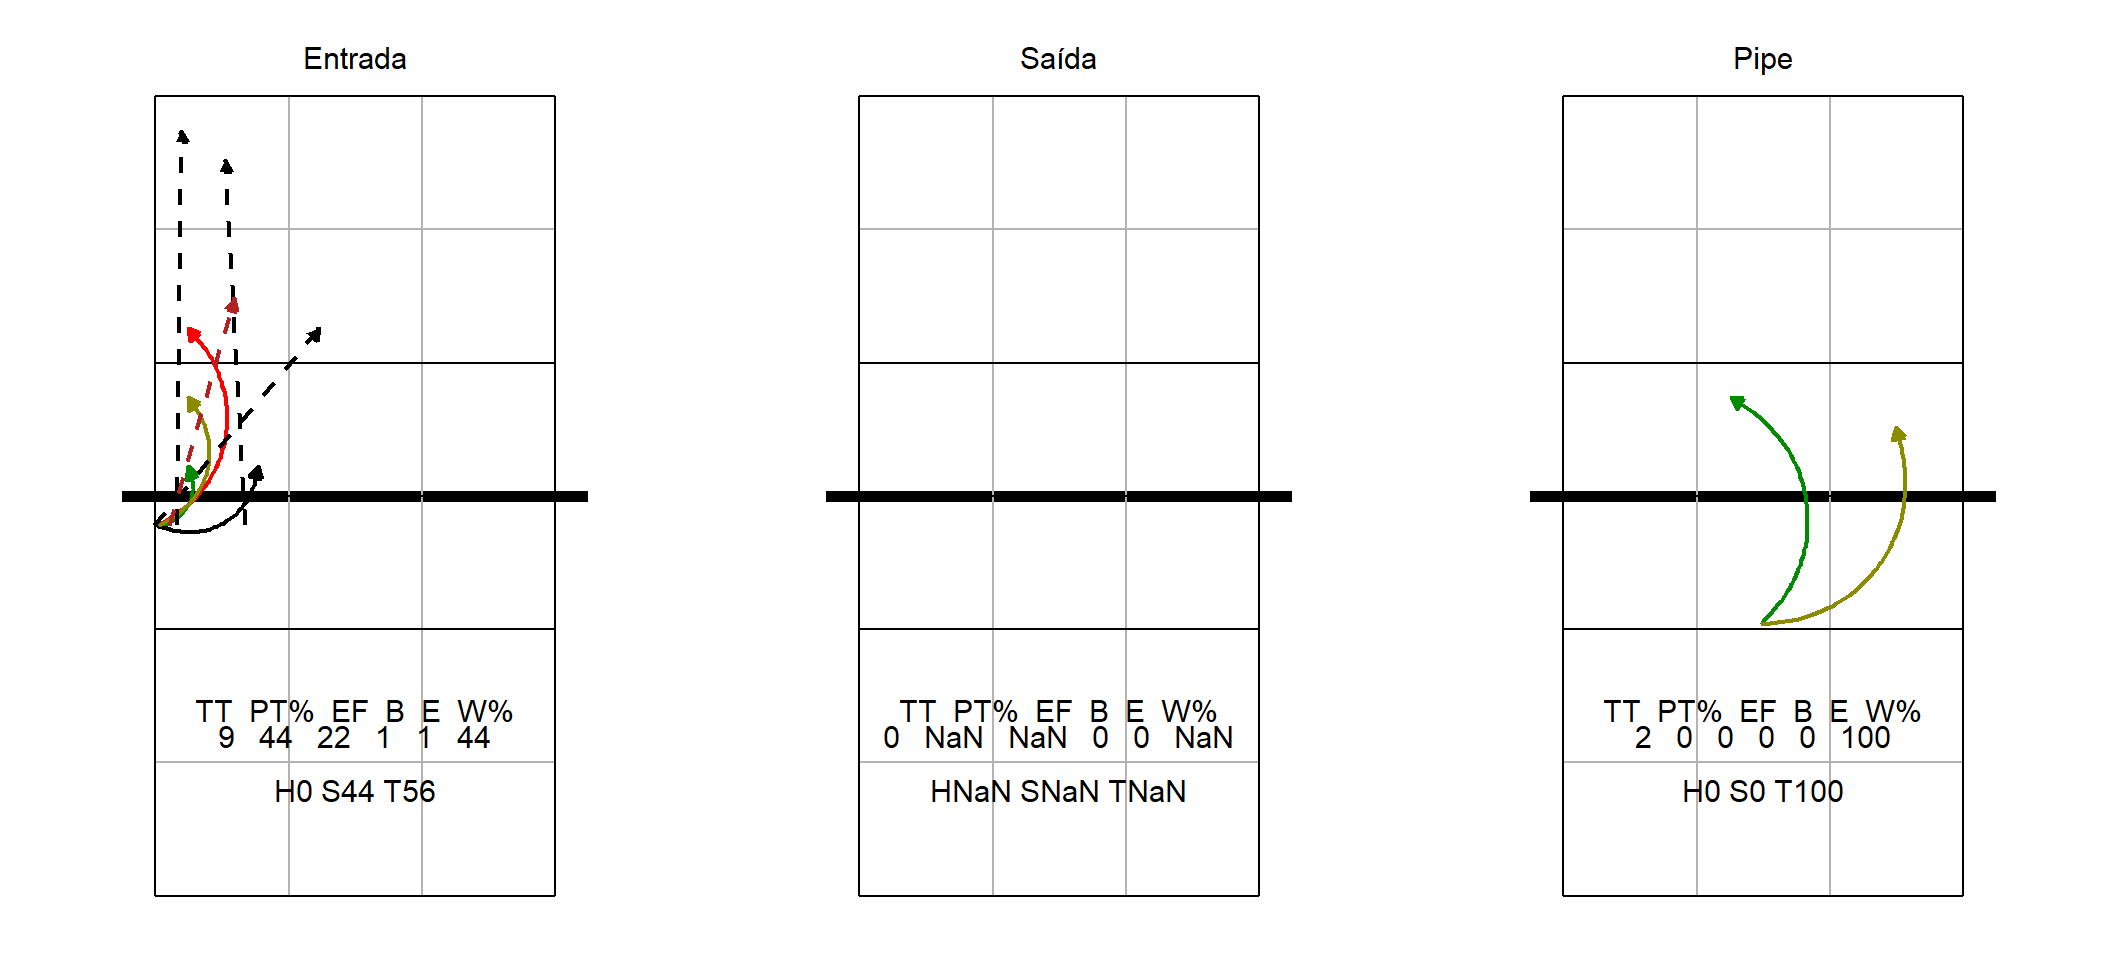 Entrada
TT PT% EF B E W%
9 44 22 1 1 44
H0 S44 T56
Saída
TT PT% EF B E W%
0 NaN NaN 0 0 NaN
HNaN SNaN TNaN
Pipe
TT PT% EF B E W%
2 0 0 0 0 100
H0 S0 T100